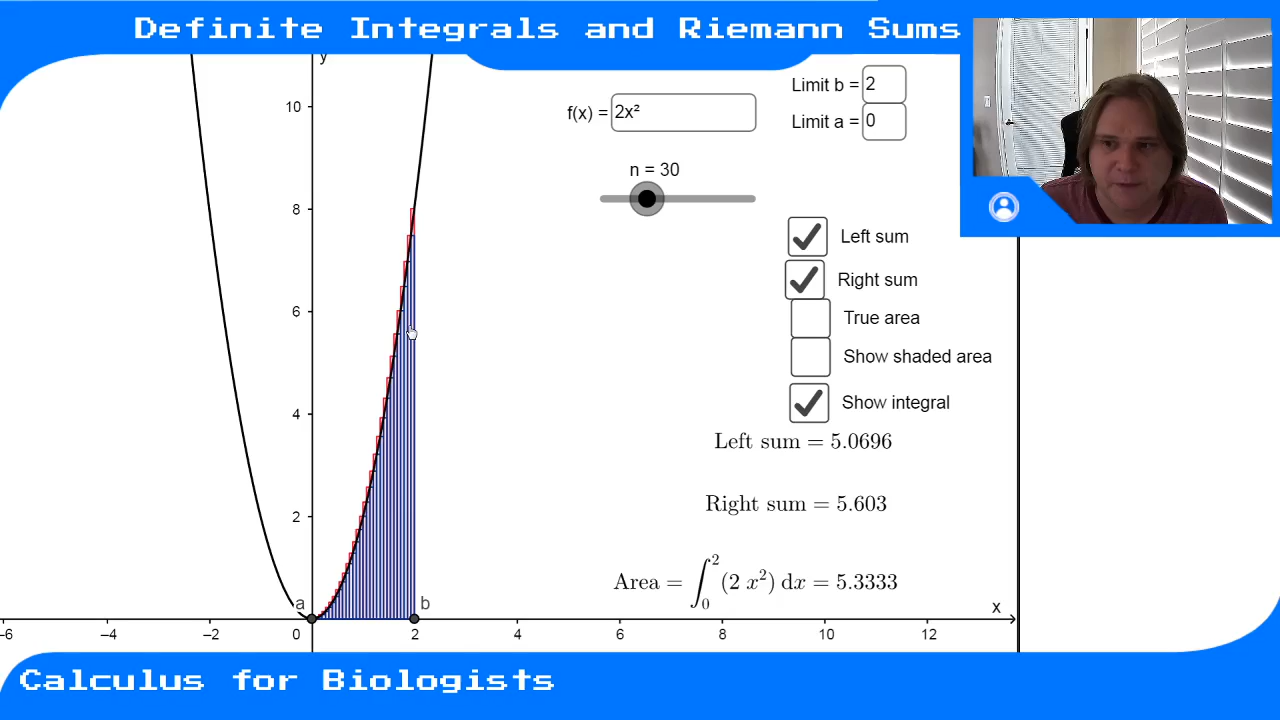 Definite Integrals and Riemann Sums
y
10
8
6
4
2
a
b
x
–6
–4
–2
0
2
4
6
8
10
12
f(x) = 2x²
Limit b = 2
Limit a = 0
n = 30
Left sum
Right sum
True area
Show shaded area
Show integral
Left sum = 5.0696
Right sum = 5.603
Area = ∫₀² (2 x²) dx = 5.3333
Calculus for Biologists